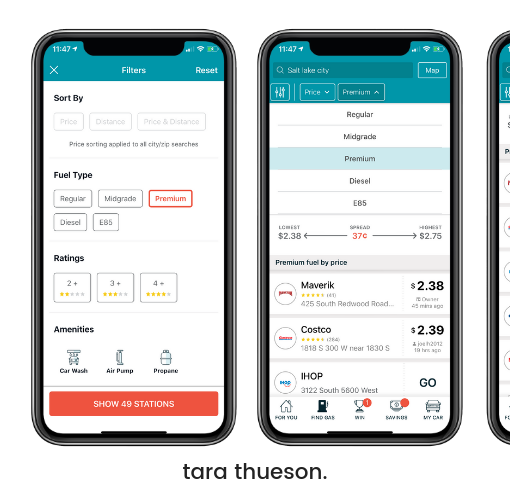 11:47
Filters
Reset
Sort By
Price
Distance
Price & Distance
Price sorting applied to all city/zip searches
Fuel Type
Regular
Midgrade
Premium
Diesel
E85
Ratings
2 +
3 +
4 +
Amenities
Car Wash
Air Pump
Propane
SHOW 49 STATIONS
11:47
Salt lake city
Map
Price
Premium
Regular
Midgrade
Premium
Diesel
E85
LOWEST
SPREAD
HIGHEST
$2.38
37¢
$2.75
Premium fuel by price
Maverik
(41)
425 South Redwood Road...
$2.38
Owner
45 mins ago
Costco
(264)
1818 S 300 W near 1830 S
$2.39
joelh2012
19 hrs ago
IHOP
IHOP
3122 South 5600 West
GO
FOR YOU
FIND GAS
WIN
1
SAVINGS
MY CAR
tara thueson.